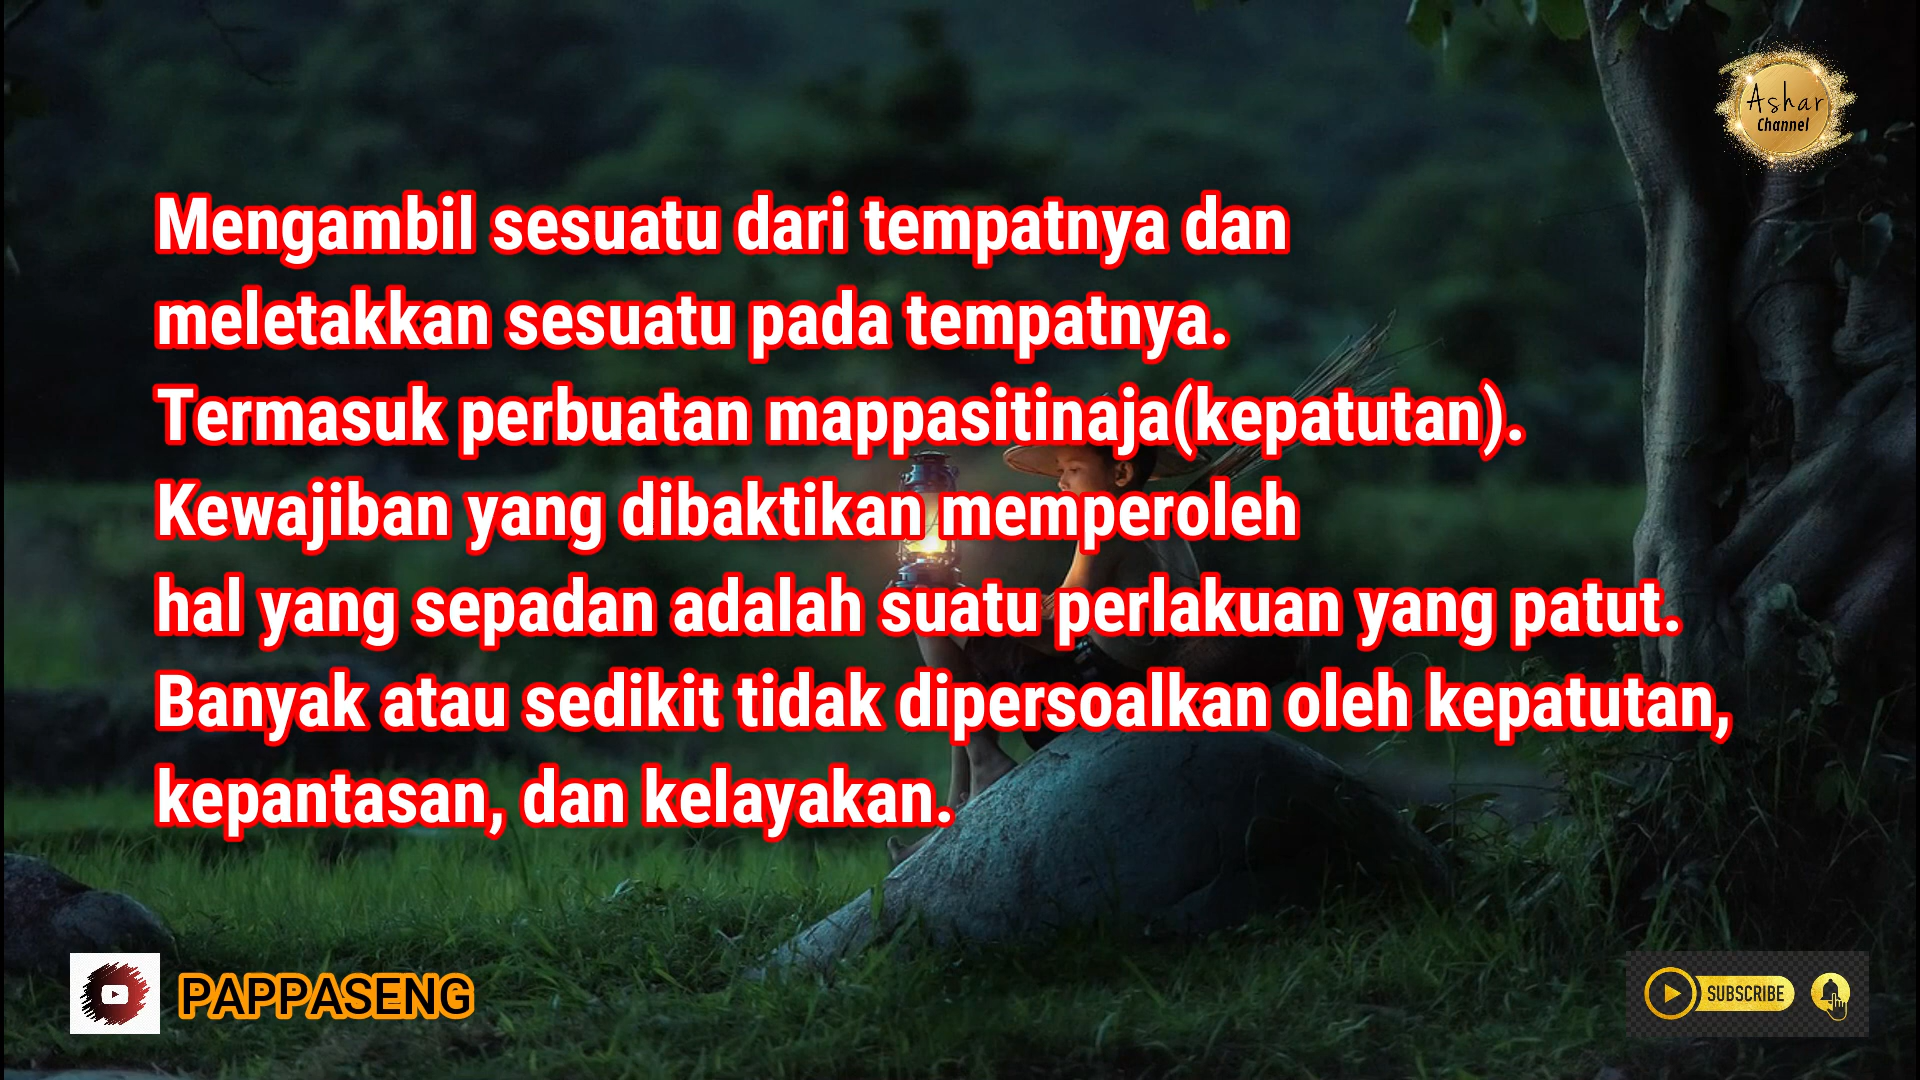 Ashar
Channel
Mengambil sesuatu dari tempatnya dan
meletakkan sesuatu pada tempatnya.
Termasuk perbuatan mappasitinaja(kepatutan).
Kewajiban yang dibaktikan memperoleh
hal yang sepadan adalah suatu perlakuan yang patut.
Banyak atau sedikit tidak dipersoalkan oleh kepatutan,
kepantasan, dan kelayakan.
PAPPASENG
SUBSCRIBE